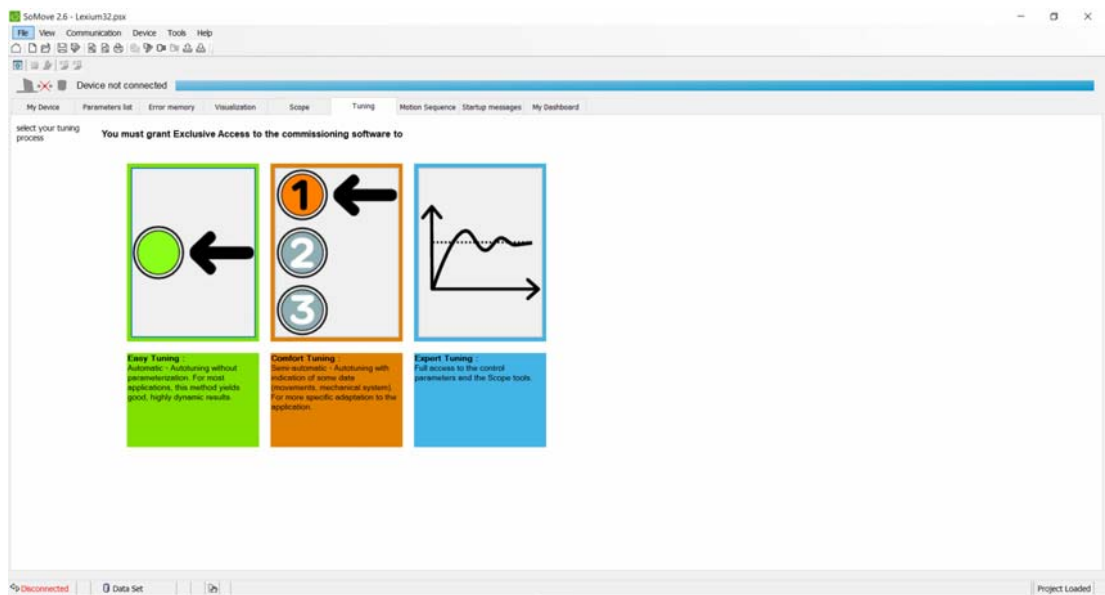 SoMove 2.6 - Lexium32.psx
File View Communication Device Tools Help
Device not connected
My Device Parameters list Error memory Visualization Scope Tuning Motion Sequence Startup messages My Dashboard
select your tuning
process
You must grant Exclusive Access to the commissioning software to
1
2
3
Easy Tuning :
Automatic - Autotuning without
parameterization. For most
applications, this method yields
good, highly dynamic results.
Comfort Tuning :
Semi-automatic - Autotuning with
indication of some data
(movements, mechanical system).
For more specific adaptation to the
application.
Expert Tuning :
Full access to the control
parameters and the Scope tools.
Disconnected Data Set Project Loaded